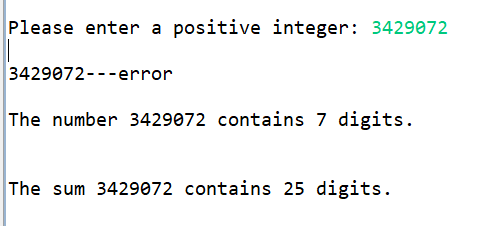 Please enter a positive integer: 3429072
3429072---error
The number 3429072 contains 7 digits.
The sum 3429072 contains 25 digits.